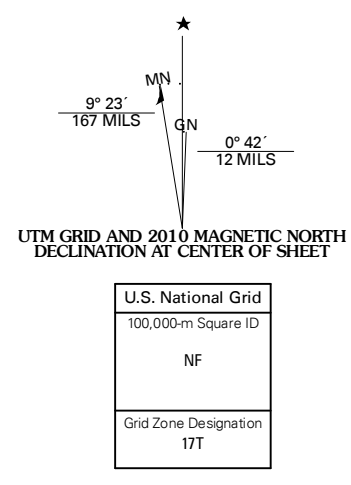 ★
MN
9° 23´
167 MILS
GN
0° 42´
12 MILS
UTM GRID AND 2010 MAGNETIC NORTH
DECLINATION AT CENTER OF SHEET
U.S. National Grid
100,000-m Square ID
NF
Grid Zone Designation
17T